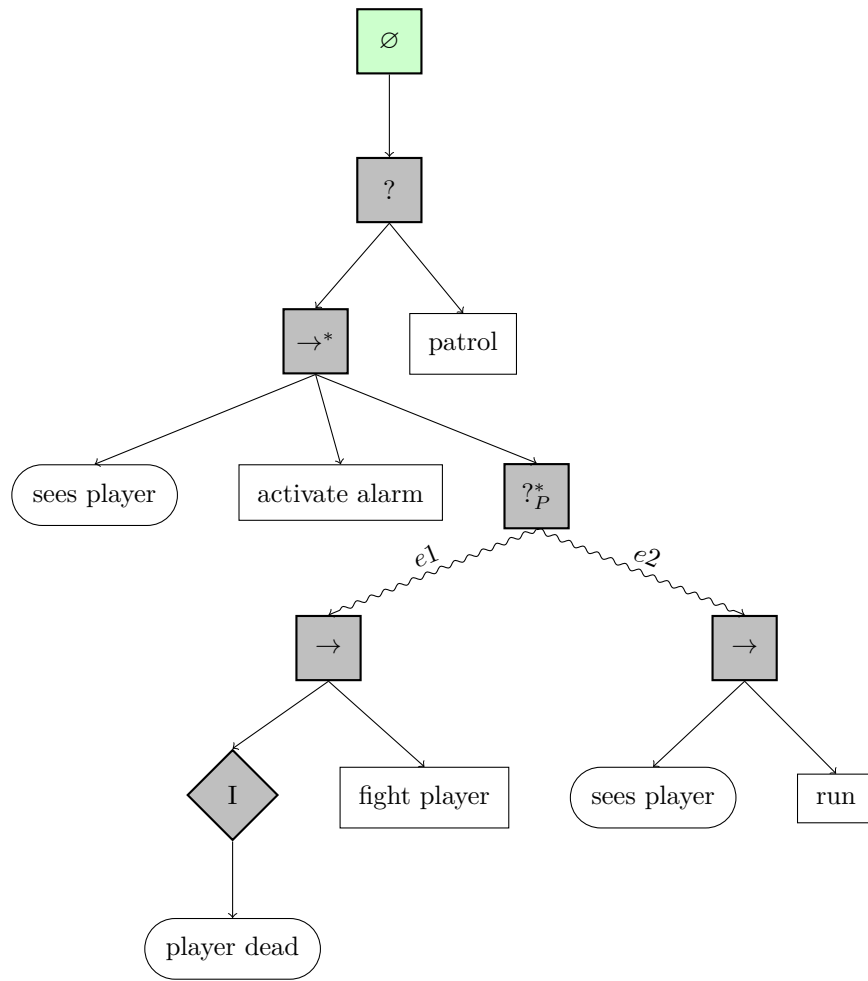 ∅
?
→*
patrol
sees player
activate alarm
?*P
e1
e2
→
→
I
fight player
sees player
run
player dead